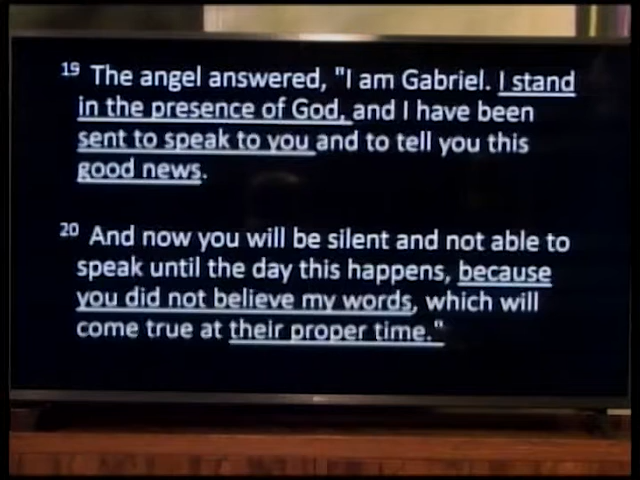 19 The angel answered, "I am Gabriel. I stand
in the presence of God, and I have been
sent to speak to you and to tell you this
good news.
20 And now you will be silent and not able to
speak until the day this happens, because
you did not believe my words, which will
come true at their proper time."